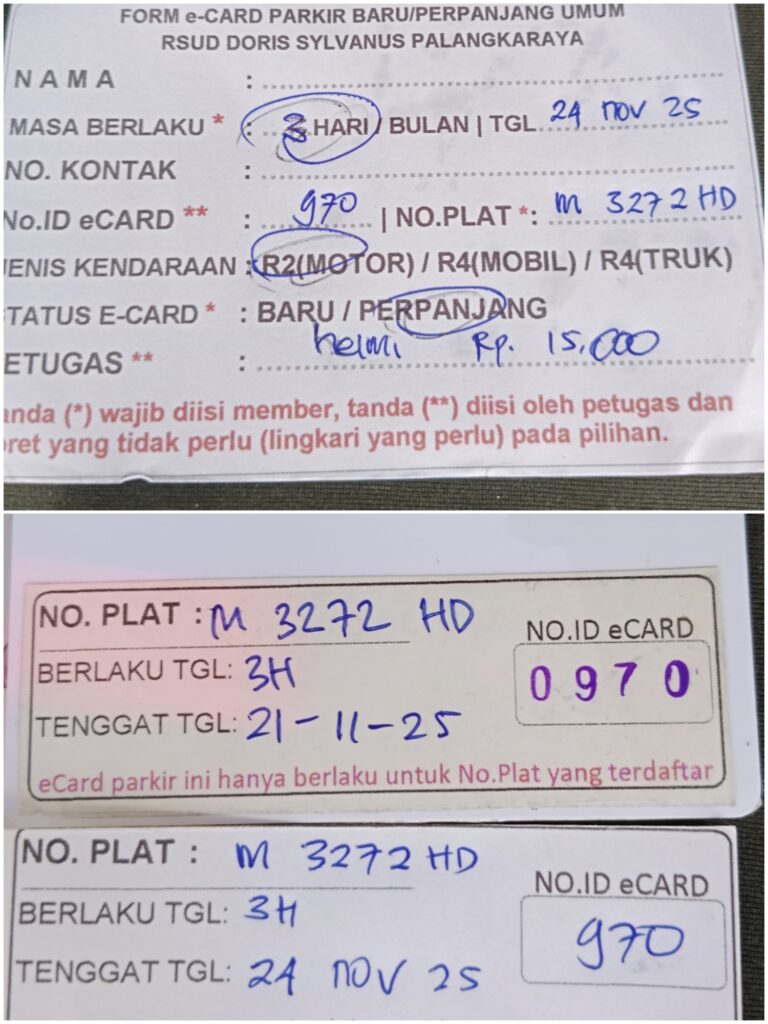 FORM e-CARD PARKIR BARU/PERPANJANG UMUM
RSUD DORIS SYLVANUS PALANGKARAYA
NAMA :
MASA BERLAKU * : 3 HARI / BULAN | TGL. 24 NOV 25
NO. KONTAK :
No.ID eCARD ** : 970 | NO.PLAT *: M 3272 HD
JENIS KENDARAAN : R2(MOTOR) / R4(MOBIL) / R4(TRUK)
TATUS E-CARD * : BARU / PERPANJANG
ETUGAS ** : helmi Rp. 15.000
anda (*) wajib diisi member, tanda (**) diisi oleh petugas dan
oret yang tidak perlu (lingkari yang perlu) pada pilihan.
NO. PLAT : M 3272 HD
NO.ID eCARD
BERLAKU TGL: 3H
0970
TENGGAT TGL: 21-11-25
eCard parkir ini hanya berlaku untuk No.Plat yang terdaftar
NO. PLAT : M 3272 HD
NO.ID eCARD
BERLAKU TGL: 3H
970
TENGGAT TGL: 24 NOV 25